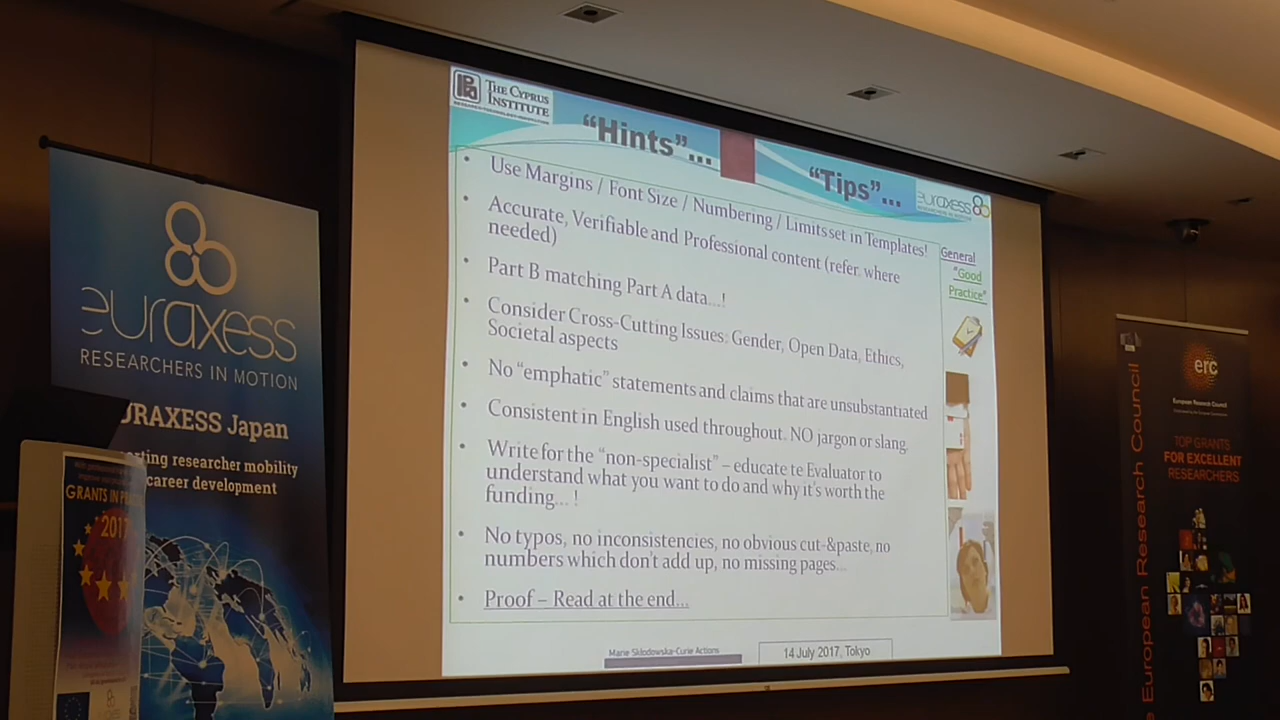 THE CYPRUS
INSTITUTE
"Hints"...
"Tips"...
euraxess
RESEARCHERS IN MOTION
• Use Margins / Font Size / Numbering / Limits set in Templates!
• Accurate, Verifiable and Professional content (refer. where
needed)
• Part B matching Part A data...!
• Consider Cross-Cutting Issues: Gender, Open Data, Ethics,
Societal aspects
• No "emphatic" statements and claims that are unsubstantiated
• Consistent in English used throughout. NO jargon or slang.
• Write for the "non-specialist" – educate te Evaluator to
understand what you want to do and why it's worth the
funding... !
• No typos, no inconsistencies, no obvious cut-&paste, no
numbers which don't add up, no missing pages...
• Proof – Read at the end...
General
"Good
Practice"
Marie Skłodowska-Curie Actions
14 July 2017, Tokyo
euraxess
RESEARCHERS IN MOTION
URAXESS Japan
rting researcher mobility
career development
GRANTS IN P
2017
erc
European Research Council
TOP GRANTS
FOR EXCELLENT
RESEARCHERS
European Research Council